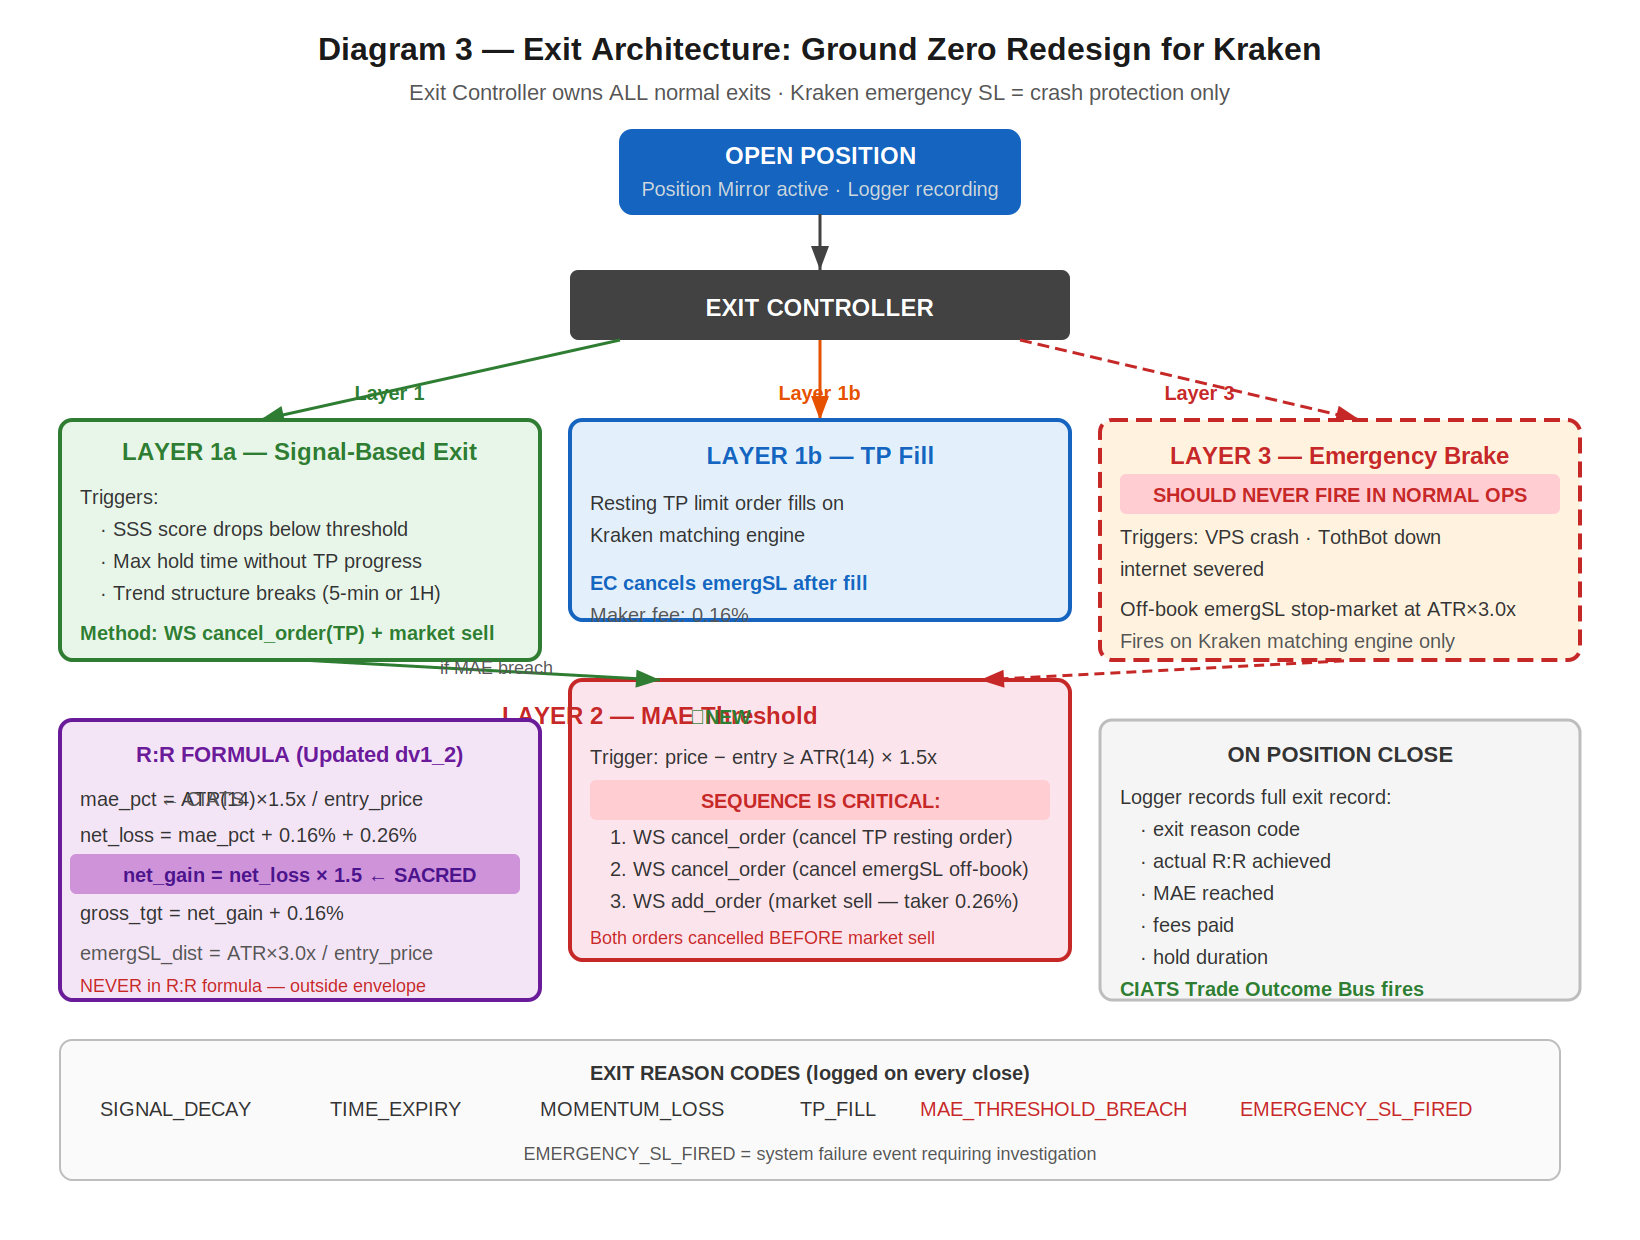 Diagram 3 — Exit Architecture: Ground Zero Redesign for Kraken
Exit Controller owns ALL normal exits · Kraken emergency SL = crash protection only
OPEN POSITION
Position Mirror active · Logger recording
EXIT CONTROLLER
Layer 1
Layer 1b
Layer 3
LAYER 1a — Signal-Based Exit
Triggers:
· SSS score drops below threshold
· Max hold time without TP progress
· Trend structure breaks (5-min or 1H)
Method: WS cancel_order(TP) + market sell
LAYER 1b — TP Fill
Resting TP limit order fills on
Kraken matching engine
EC cancels emergSL after fill
Maker fee: 0.16%
LAYER 3 — Emergency Brake
SHOULD NEVER FIRE IN NORMAL OPS
Triggers: VPS crash · TothBot down
internet severed
Off-book emergSL stop-market at ATR×3.0x
Fires on Kraken matching engine only
if MAE breach
LAYER 2 — MAE Threshold
NEW
Trigger: price − entry ≥ ATR(14) × 1.5x
SEQUENCE IS CRITICAL:
1. WS cancel_order (cancel TP resting order)
2. WS cancel_order (cancel emergSL off-book)
3. WS add_order (market sell — taker 0.26%)
Both orders cancelled BEFORE market sell
R:R FORMULA (Updated dv1_2)
mae_pct = ATR(14)×1.5x / entry_price
← CIATS
net_loss = mae_pct + 0.16% + 0.26%
net_gain = net_loss × 1.5 ← SACRED
gross_tgt = net_gain + 0.16%
emergSL_dist = ATR×3.0x / entry_price
NEVER in R:R formula — outside envelope
ON POSITION CLOSE
Logger records full exit record:
· exit reason code
· actual R:R achieved
· MAE reached
· fees paid
· hold duration
CIATS Trade Outcome Bus fires
EXIT REASON CODES (logged on every close)
SIGNAL_DECAY TIME_EXPIRY MOMENTUM_LOSS TP_FILL MAE_THRESHOLD_BREACH EMERGENCY_SL_FIRED
EMERGENCY_SL_FIRED = system failure event requiring investigation